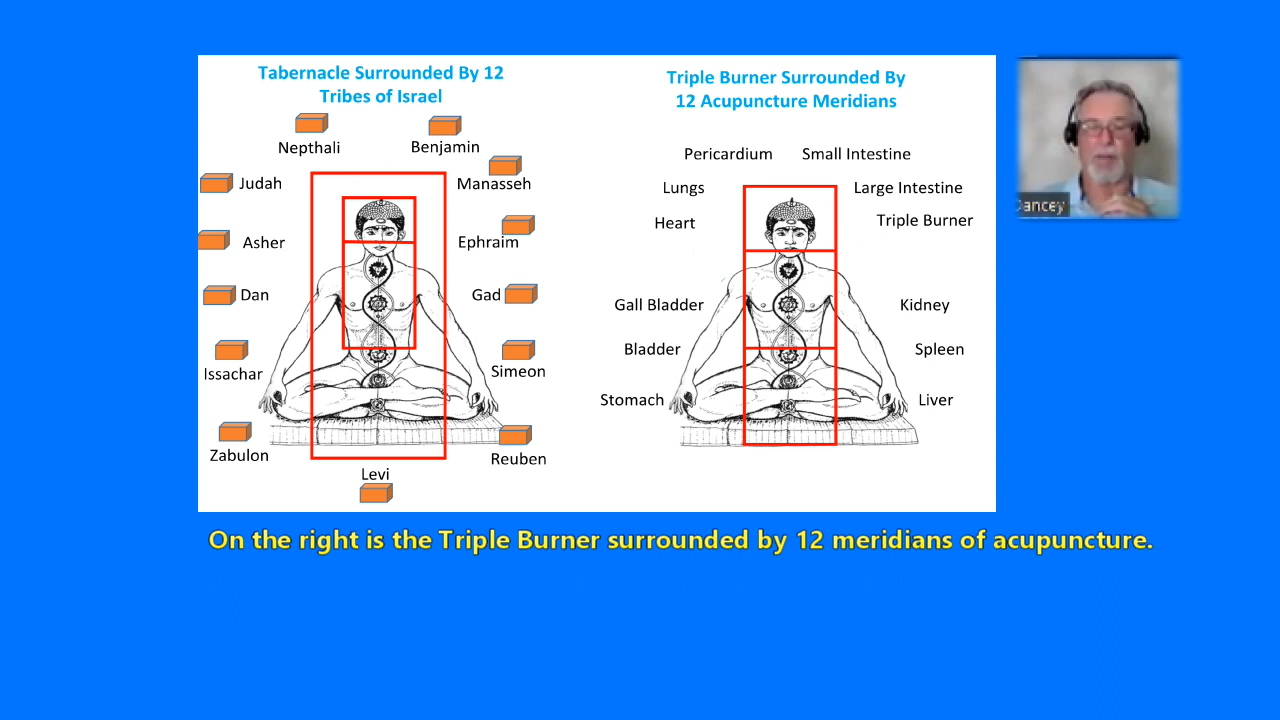 Tabernacle Surrounded By 12
Tribes of Israel
Nepthali
Benjamin
Judah
Manasseh
Asher
Ephraim
Dan
Gad
Issachar
Simeon
Zabulon
Reuben
Levi
Triple Burner Surrounded By
12 Acupuncture Meridians
Pericardium
Small Intestine
Lungs
Large Intestine
Heart
Triple Burner
Gall Bladder
Kidney
Bladder
Spleen
Stomach
Liver
Dancey
On the right is the Triple Burner surrounded by 12 meridians of acupuncture.